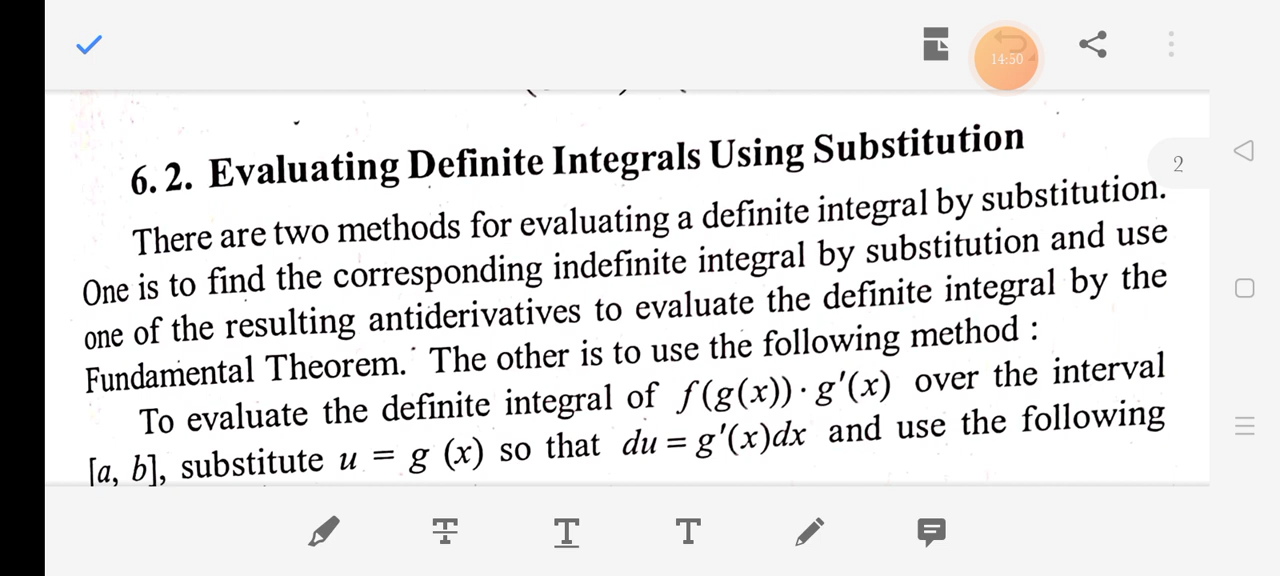 14:50
6.2. Evaluating Definite Integrals Using Substitution
2
There are two methods for evaluating a definite integral by substitution.
One is to find the corresponding indefinite integral by substitution and use
one of the resulting antiderivatives to evaluate the definite integral by the
Fundamental Theorem. The other is to use the following method :
To evaluate the definite integral of f(g(x)) · g′(x) over the interval
[a, b], substitute u = g (x) so that du = g′(x)dx and use the following